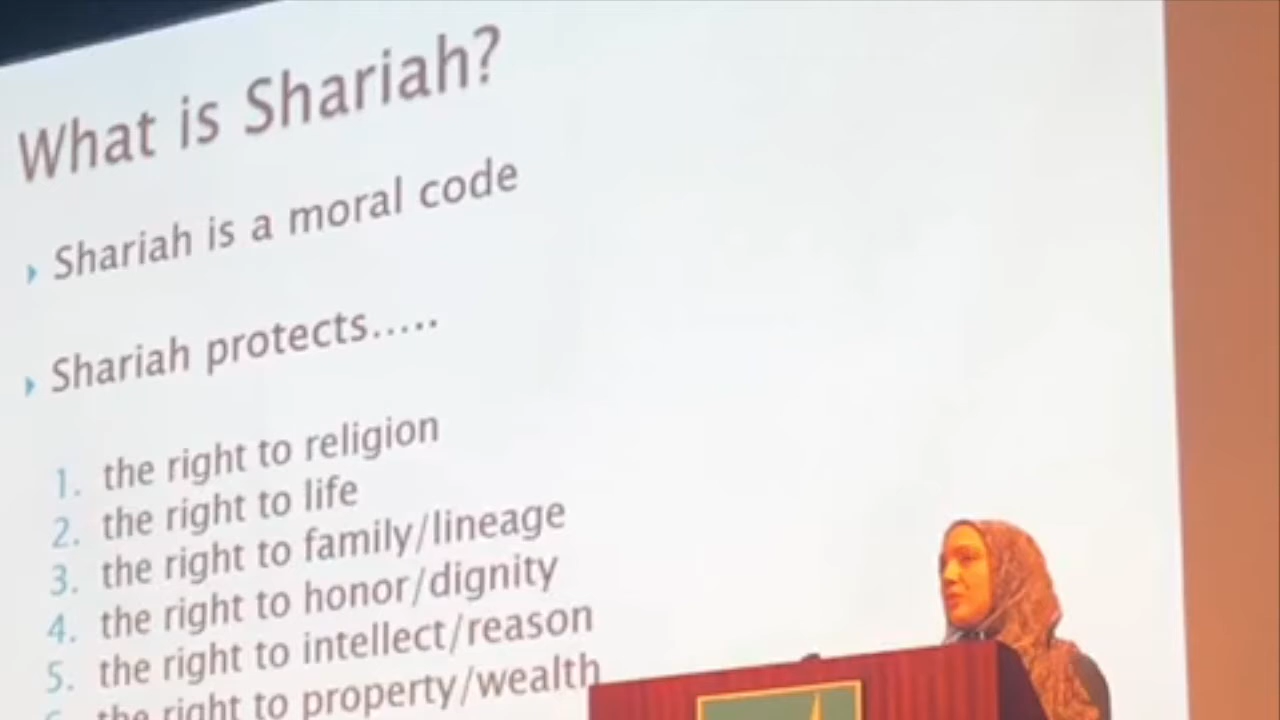 What is Shariah?
Shariah is a moral code
Shariah protects.....
1. the right to religion
2. the right to life
3. the right to family/lineage
4. the right to honor/dignity
5. the right to intellect/reason
the right to property/wealth